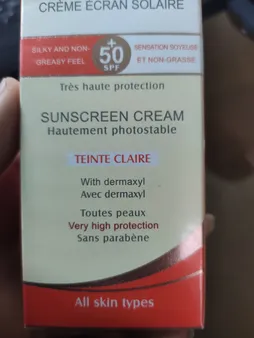 CRÈME ÉCRAN SOLAIRE
SILKY AND NON-
GREASY FEEL
+
50
SPF
SENSATION SOYEUSE
ET NON-GRASSE
Très haute protection
SUNSCREEN CREAM
Hautement photostable
TEINTE CLAIRE
With dermaxyl
Avec dermaxyl
Toutes peaux
Very high protection
Sans parabène
All skin types